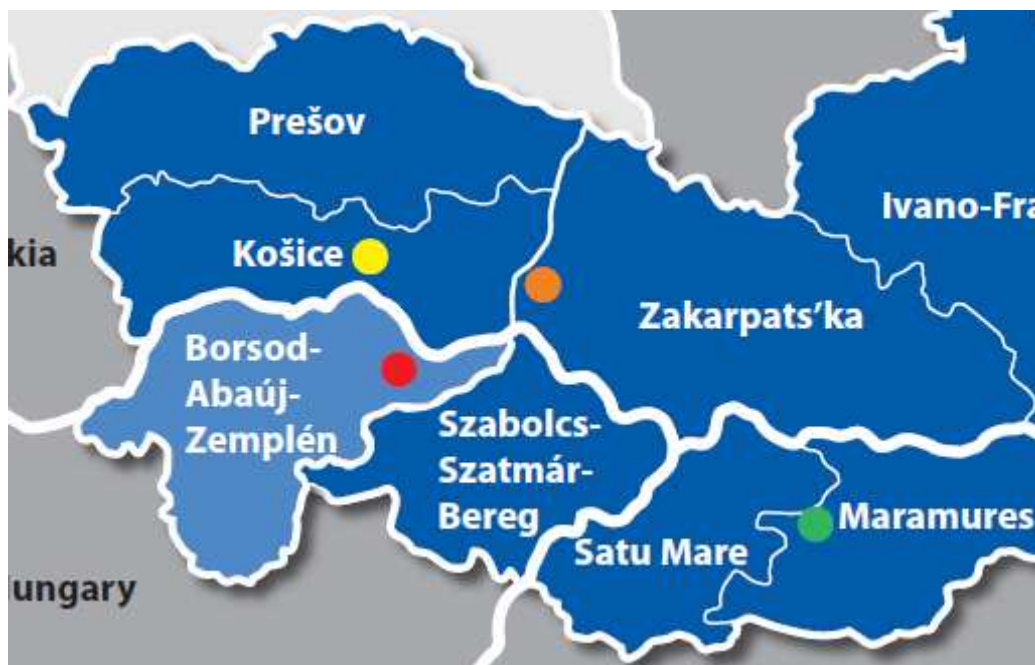 Prešov
Ivano-Fra
kia
Košice
Zakarpats'ka
Borsod-
Abaúj-
Zemplén
Szabolcs-
Szatmár-
Bereg
Maramures
Satu Mare
ungary